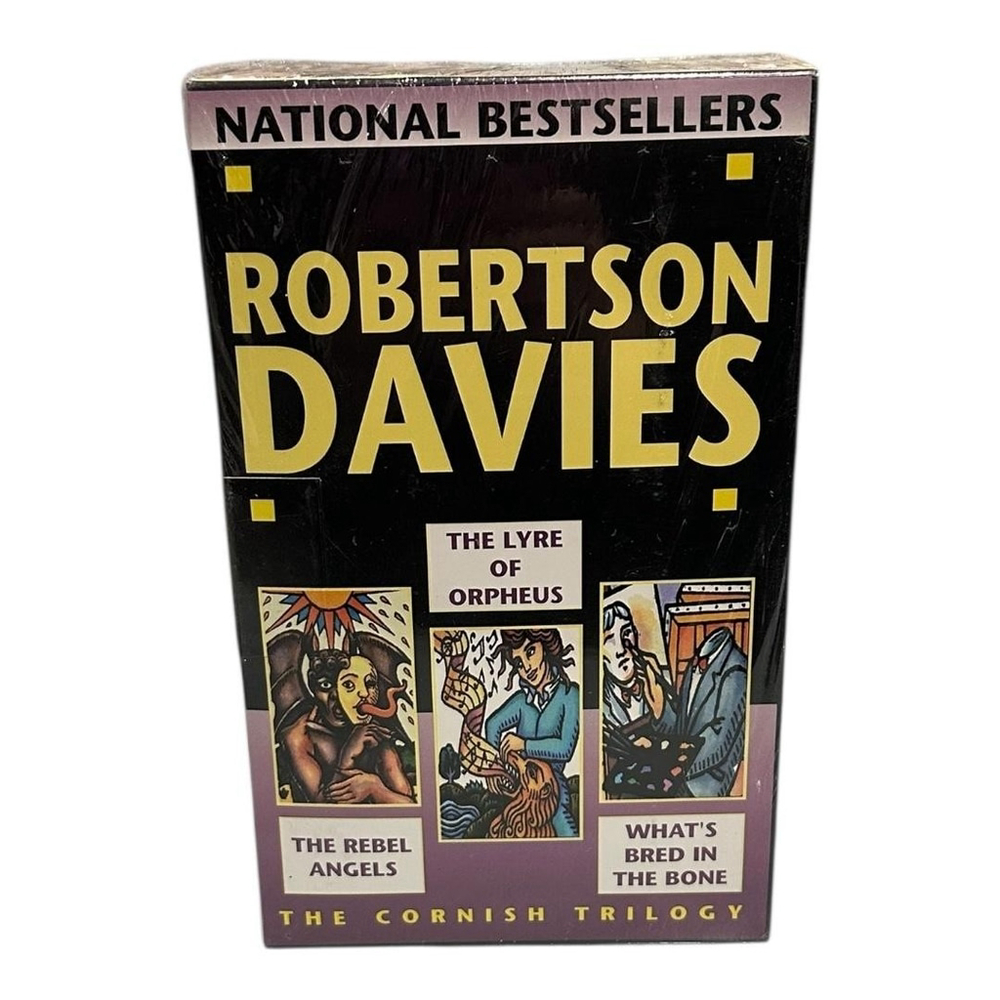 NATIONAL BESTSELLERS
ROBERTSON
DAVIES
THE LYRE
OF
ORPHEUS
THE REBEL
ANGELS
WHAT'S
BRED IN
THE BONE
THE CORNISH TRILOGY